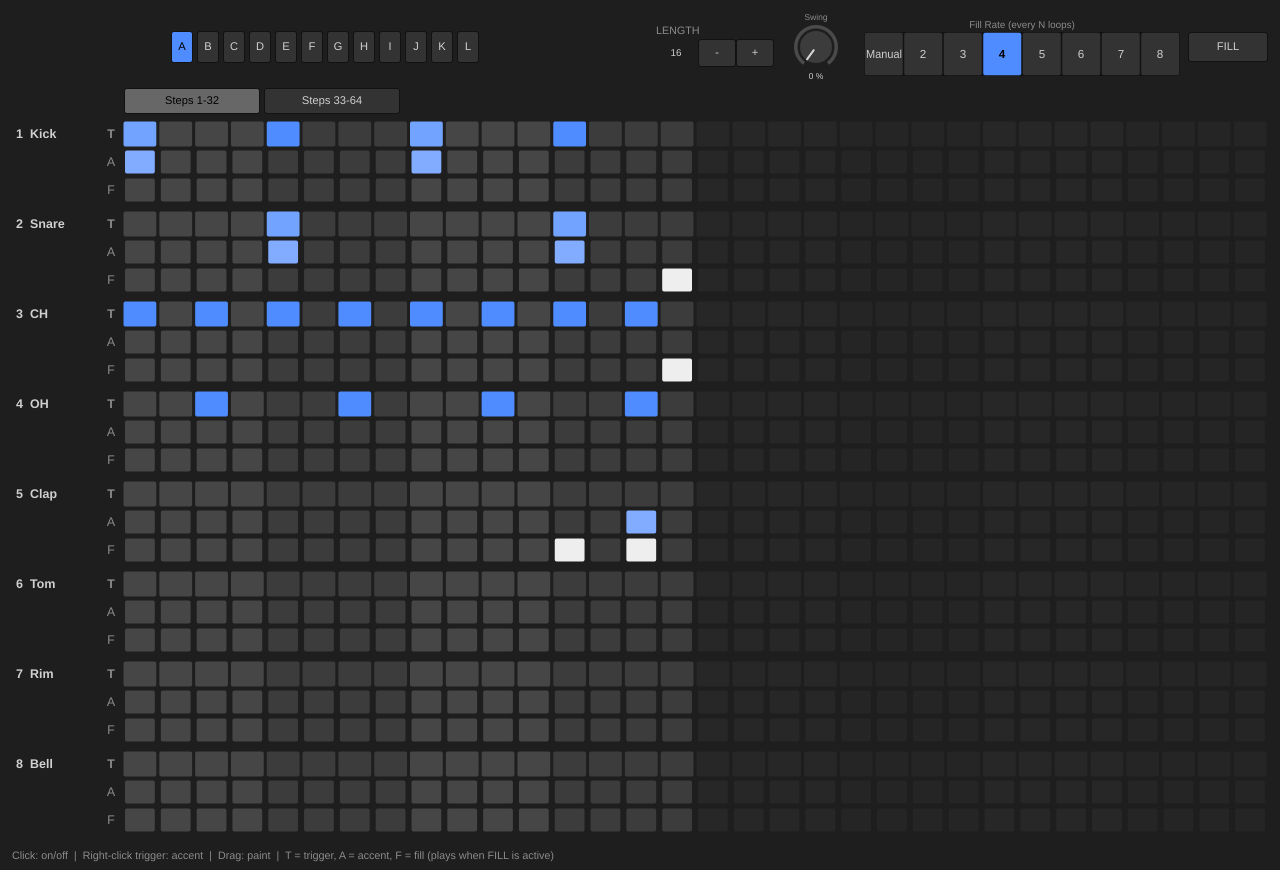 A B C D E F G H I J K L
LENGTH
16 - +
Swing
0 %
Fill Rate (every N loops)
Manual 2 3 4 5 6 7 8
FILL
Steps 1-32 Steps 33-64
1 Kick T
A
F
2 Snare T
A
F
3 CH T
A
F
4 OH T
A
F
5 Clap T
A
F
6 Tom T
A
F
7 Rim T
A
F
8 Bell T
A
F
Click: on/off | Right-click trigger: accent | Drag: paint | T = trigger, A = accent, F = fill (plays when FILL is active)